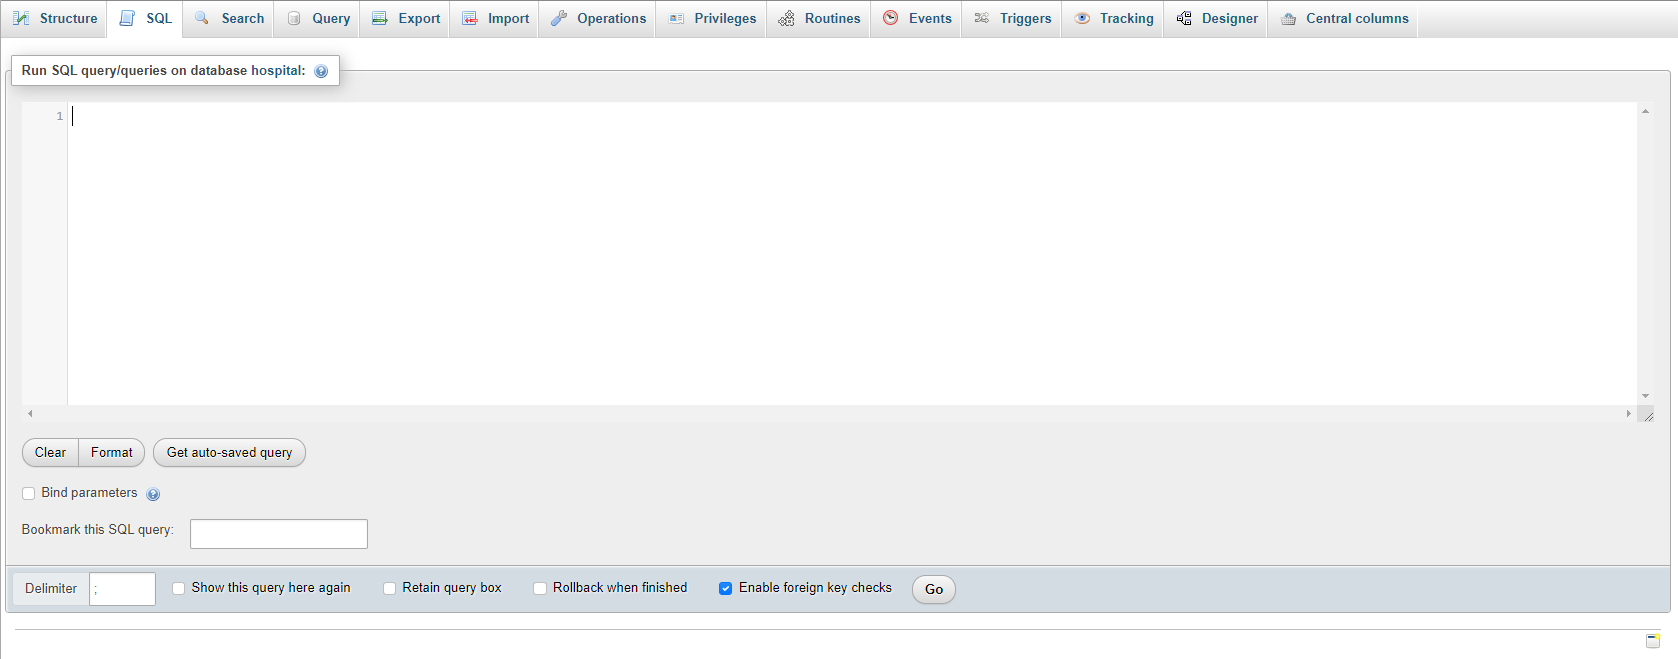 Structure SQL Search Query Export Import Operations Privileges Routines Events Triggers Tracking Designer Central columns
Run SQL query/queries on database hospital:
1
Clear Format Get auto-saved query
Bind parameters
Bookmark this SQL query:
Delimiter ; Show this query here again Retain query box Rollback when finished Enable foreign key checks Go